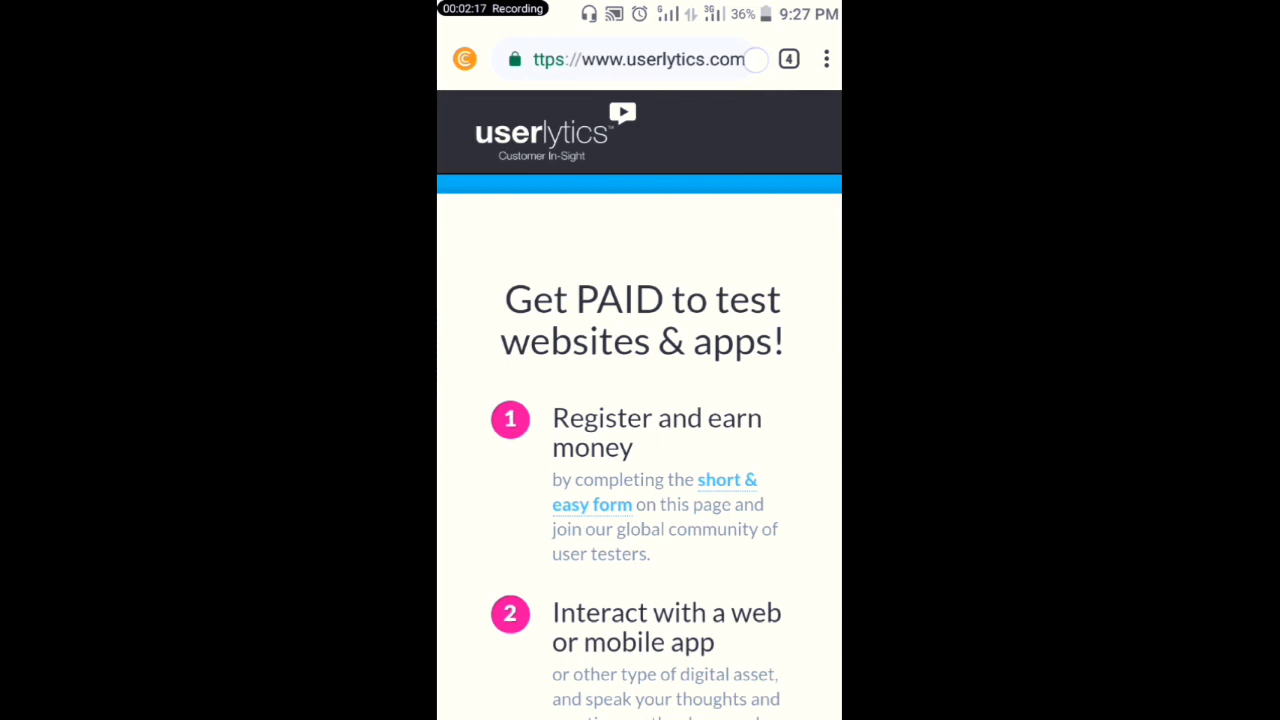 00:02:17 Recording
G 3G 36% 9:27 PM
ttps://www.userlytics.com 4
userlytics™
Customer In-Sight
Get PAID to test
websites & apps!
1 Register and earn
money
by completing the short &
easy form on this page and
join our global community of
user testers.
2 Interact with a web
or mobile app
or other type of digital asset,
and speak your thoughts and